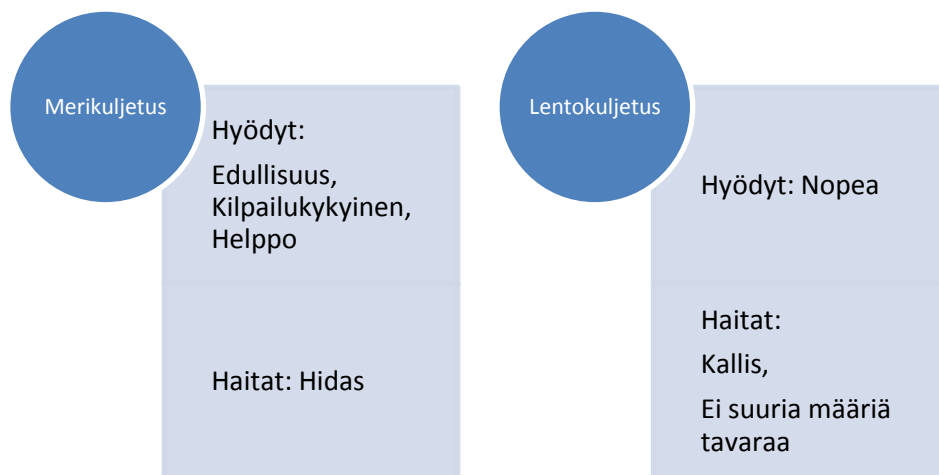 Merikuljetus
Hyödyt:
Edullisuus,
Kilpailukykyinen,
Helppo
Haitat: Hidas
Lentokuljetus
Hyödyt: Nopea
Haitat:
Kallis,
Ei suuria määriä
tavaraa